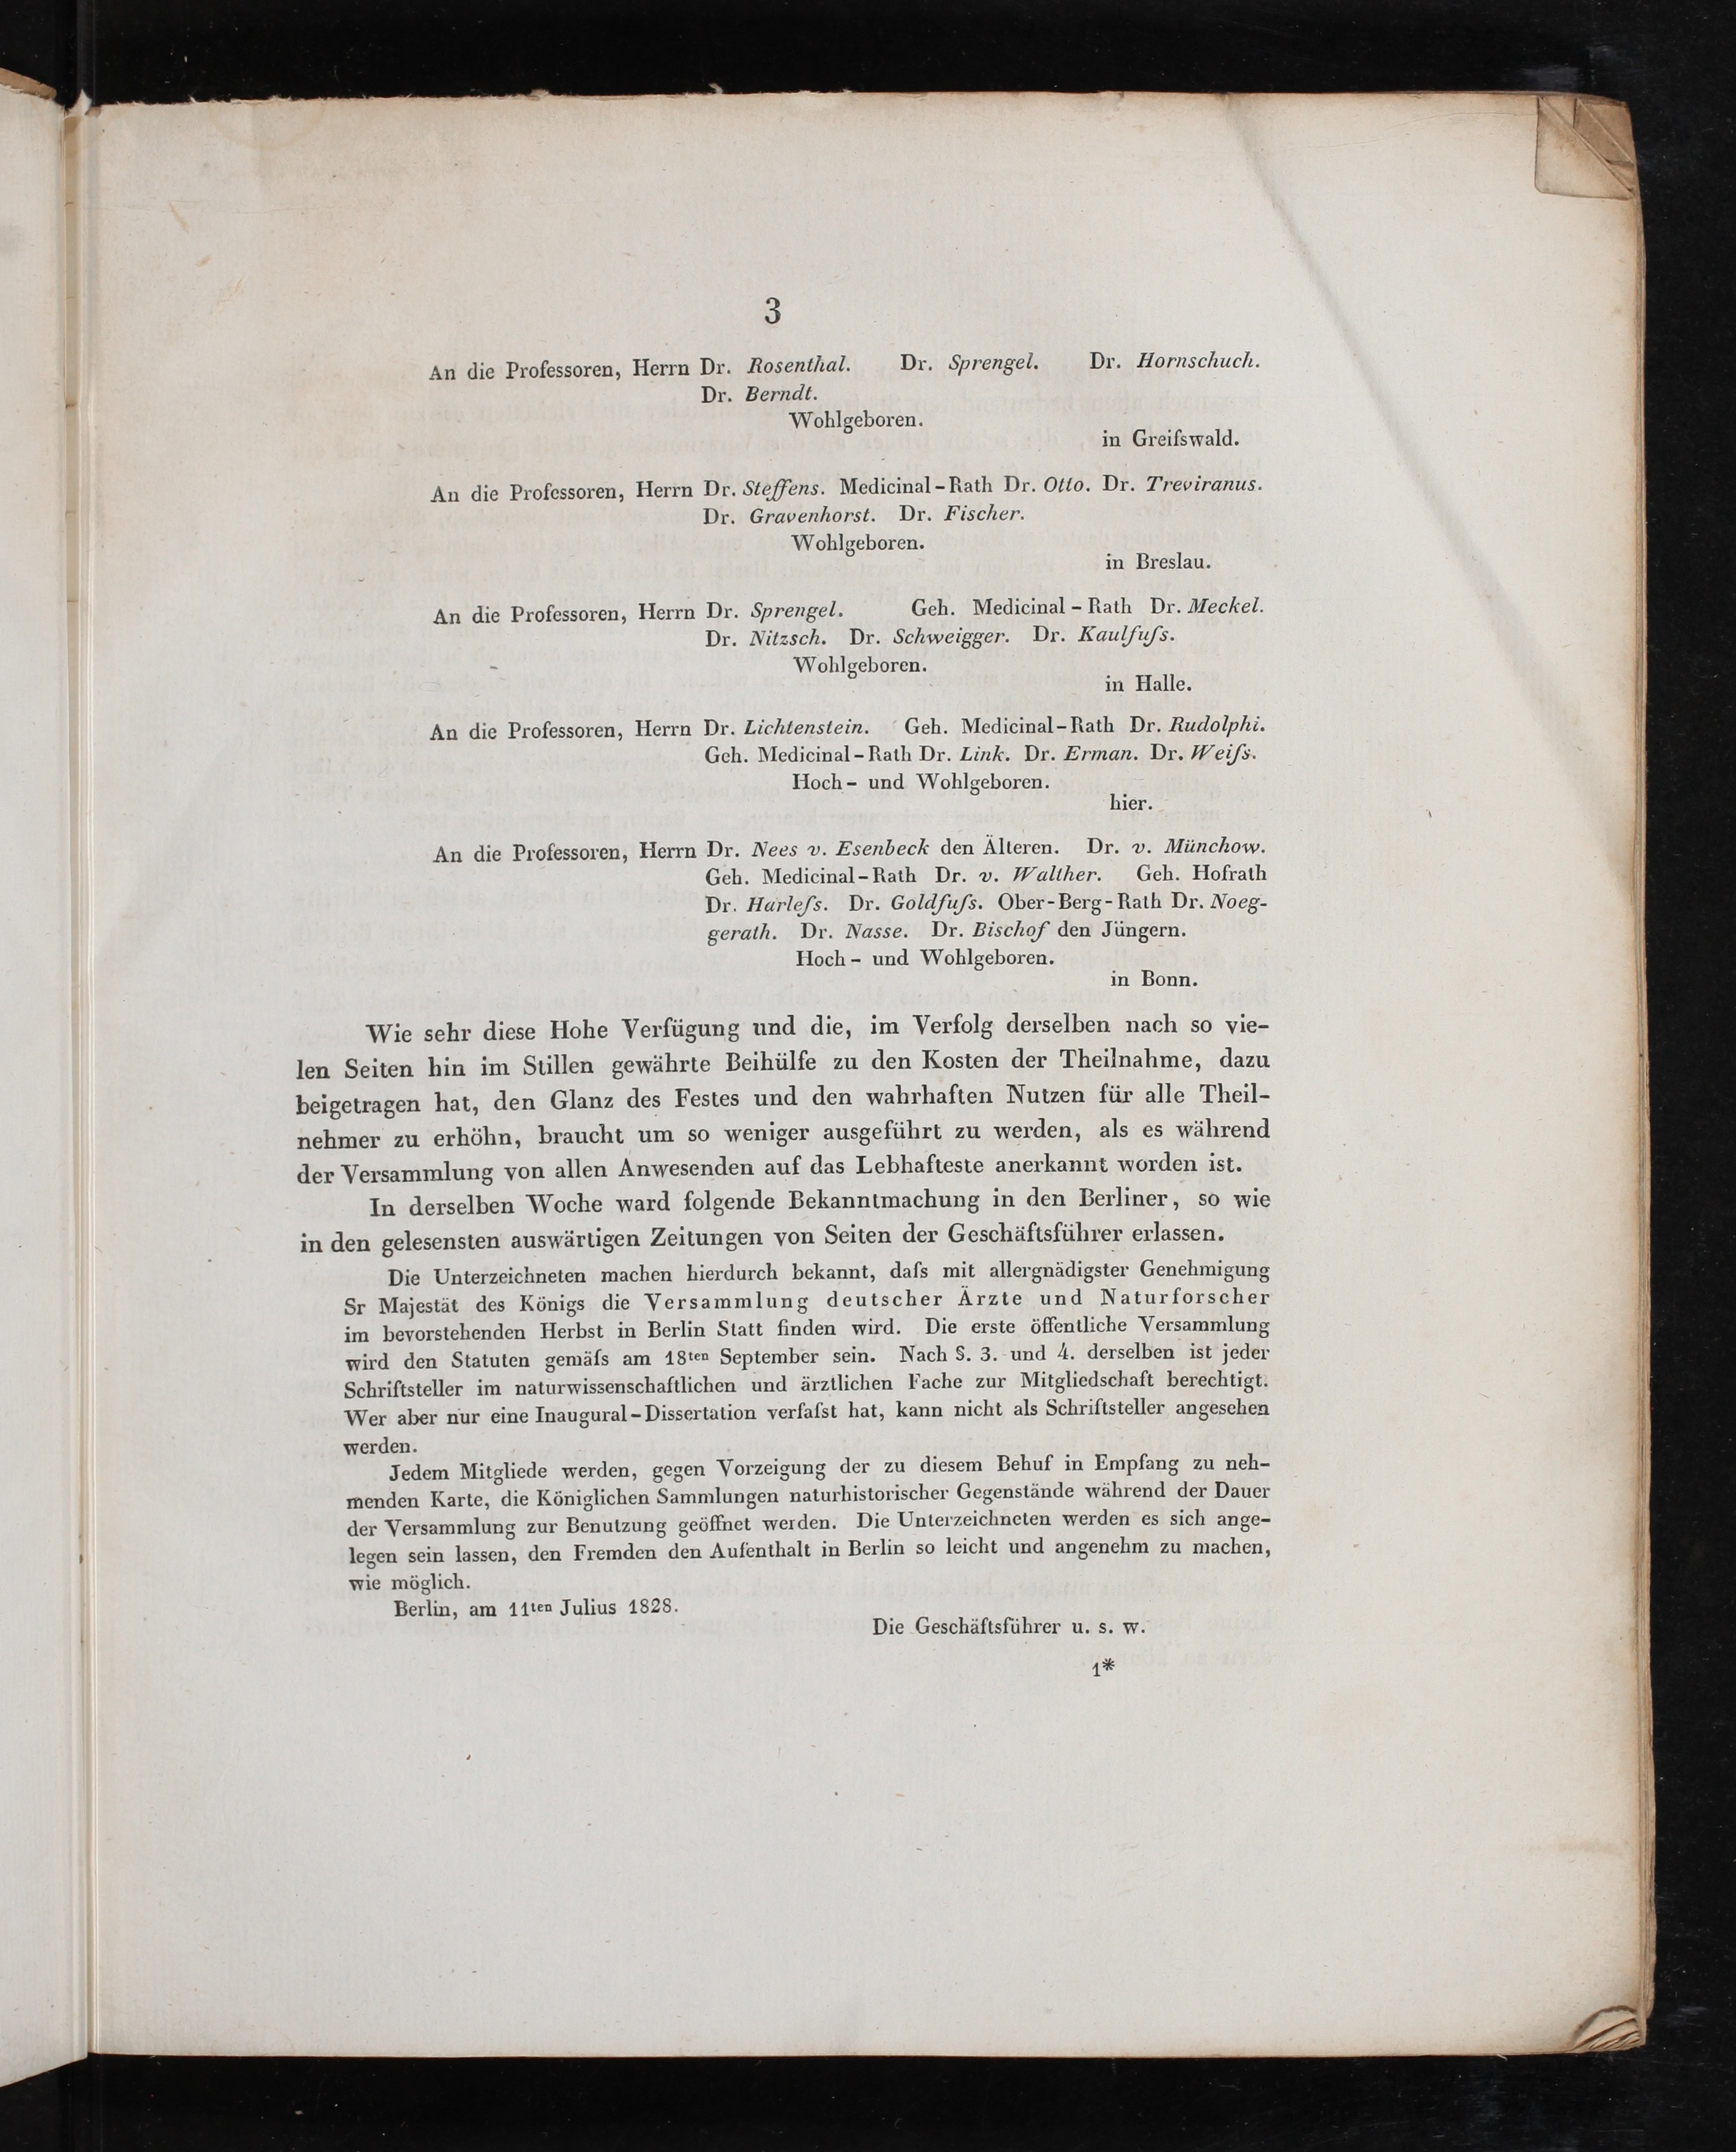 3
An die Professoren, Herrn Dr. Rosenthal. Dr. Sprengel. Dr. Hornschuch.
Dr. Berndt.
Wohlgeboren.
in Greifswald.
An die Professoren, Herrn Dr. Steffens. Medicinal-Rath Dr. Otto. Dr. Treviranus.
Dr. Gravenhorst. Dr. Fischer.
Wohlgeboren.
in Breslau.
An die Professoren, Herrn Dr. Sprengel. Geh. Medicinal-Rath Dr. Meckel.
Dr. Nitzsch. Dr. Schweigger. Dr. Kaulfuſs.
Wohlgeboren.
in Halle.
An die Professoren, Herrn Dr. Lichtenstein. Geh. Medicinal-Rath Dr. Rudolphi.
Geh. Medicinal-Rath Dr. Link. Dr. Erman. Dr. Weiſs.
Hoch- und Wohlgeboren.
hier.
An die Professoren, Herrn Dr. Nees v. Esenbeck den Älteren. Dr. v. Münchow.
Geh. Medicinal-Rath Dr. v. Walther. Geh. Hofrath
Dr. Harleſs. Dr. Goldfuſs. Ober-Berg-Rath Dr. Noeg-
gerath. Dr. Nasse. Dr. Bischof den Jüngern.
Hoch- und Wohlgeboren.
in Bonn.
Wie sehr diese Hohe Verfügung und die, im Verfolg derselben nach so vie-
len Seiten hin im Stillen gewährte Beihülfe zu den Kosten der Theilnahme, dazu
beigetragen hat, den Glanz des Festes und den wahrhaften Nutzen für alle Theil-
nehmer zu erhöhn, braucht um so weniger ausgeführt zu werden, als es während
der Versammlung von allen Anwesenden auf das Lebhafteste anerkannt worden ist.
In derselben Woche ward folgende Bekanntmachung in den Berliner, so wie
in den gelesensten auswärtigen Zeitungen von Seiten der Geschäftsführer erlassen.
Die Unterzeichneten machen hierdurch bekannt, daſs mit allergnädigster Genehmigung
Sr Majestät des Königs die Versammlung deutscher Ärzte und Naturforscher
im bevorstehenden Herbst in Berlin Statt finden wird. Die erste öffentliche Versammlung
wird den Statuten gemäſs am 18ten September sein. Nach §. 3. und 4. derselben ist jeder
Schriftsteller im naturwissenschaftlichen und ärztlichen Fache zur Mitgliedschaft berechtigt.
Wer aber nur eine Inaugural-Dissertation verfaſst hat, kann nicht als Schriftsteller angesehen
werden.
Jedem Mitgliede werden, gegen Vorzeigung der zu diesem Behuf in Empfang zu neh-
menden Karte, die Königlichen Sammlungen naturhistorischer Gegenstände während der Dauer
der Versammlung zur Benutzung geöffnet werden. Die Unterzeichneten werden es sich ange-
legen sein lassen, den Fremden den Aufenthalt in Berlin so leicht und angenehm zu machen,
wie möglich.
Berlin, am 11ten Julius 1828.
Die Geschäftsführer u. s. w.
1*